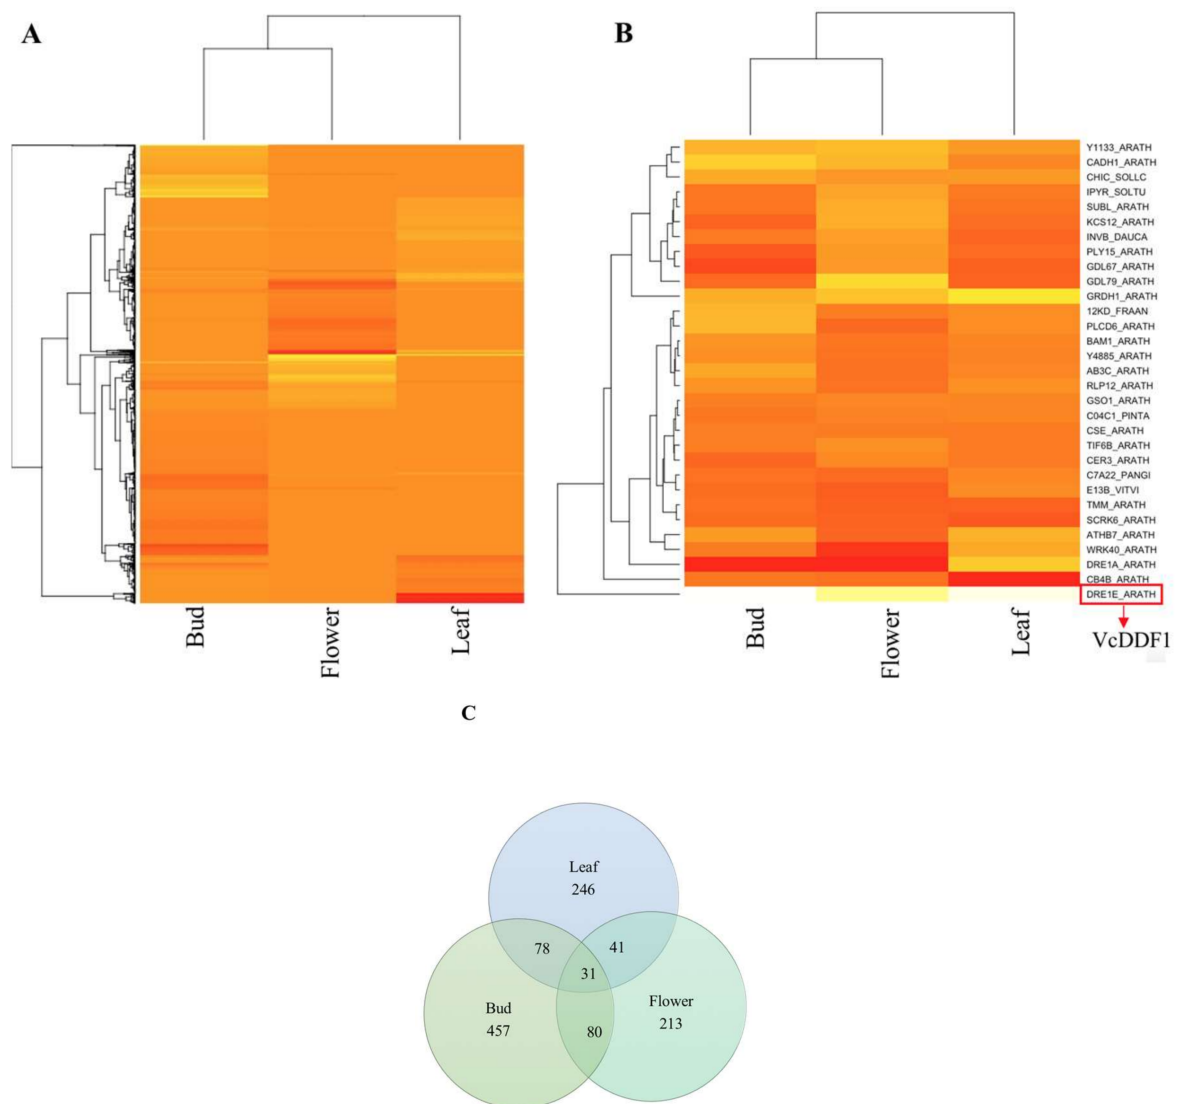 A
B
Bud
Flower
Leaf
Y1133_ARATH
CADH1_ARATH
CHIC_SOLLC
IPYR_SOLTU
SUBL_ARATH
KCS12_ARATH
INVB_DAUCA
PLY15_ARATH
GDL67_ARATH
GDL79_ARATH
GRDH1_ARATH
12KD_FRAAN
PLCD6_ARATH
BAM1_ARATH
Y4885_ARATH
AB3C_ARATH
RLP12_ARATH
GSO1_ARATH
C04C1_PINTA
CSE_ARATH
TIF6B_ARATH
CER3_ARATH
C7A22_PANGI
E13B_VITVI
TMM_ARATH
SCRK6_ARATH
ATHB7_ARATH
WRK40_ARATH
DRE1A_ARATH
CB4B_ARATH
DRE1E_ARATH
VcDDF1
Bud
Flower
Leaf
C
Leaf
246
78
41
31
Bud
457
Flower
213
80